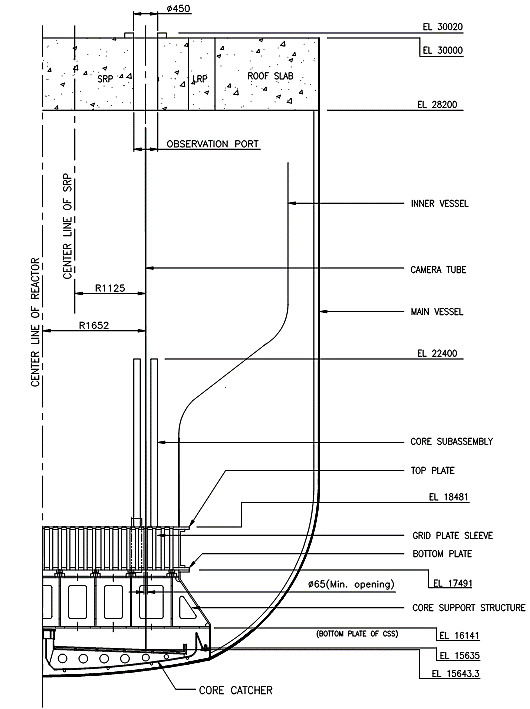 ø450
EL 30020
EL 30000
SRP
LRP
ROOF SLAB
EL 28200
OBSERVATION PORT
CENTER LINE OF SRP
INNER VESSEL
CENTER LINE OF REACTOR
CAMERA TUBE
R1125
MAIN VESSEL
R1652
EL 22400
CORE SUBASSEMBLY
TOP PLATE
EL 18481
GRID PLATE SLEEVE
BOTTOM PLATE
ø65(Min. opening)
EL 17491
CORE SUPPORT STRUCTURE
(BOTTOM PLATE OF CSS)
EL 16141
EL 15635
EL 15643.3
CORE CATCHER